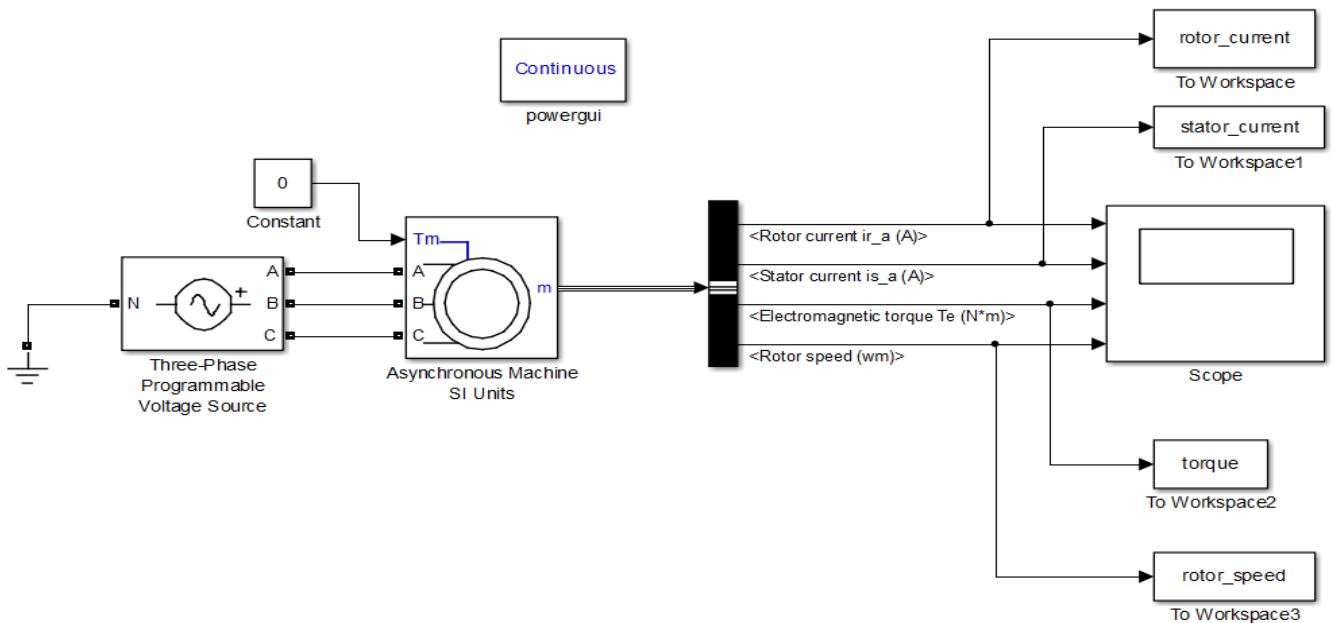 rotor_current
To Workspace
Continuous
powergui
stator_current
To Workspace1
0
Constant
Tm
A
B
C
m
Asynchronous Machine
SI Units
N
A
B
C
+
Three-Phase
Programmable
Voltage Source
<Rotor current ir_a (A)>
<Stator current is_a (A)>
<Electromagnetic torque Te (N*m)>
<Rotor speed (wm)>
Scope
torque
To Workspace2
rotor_speed
To Workspace3